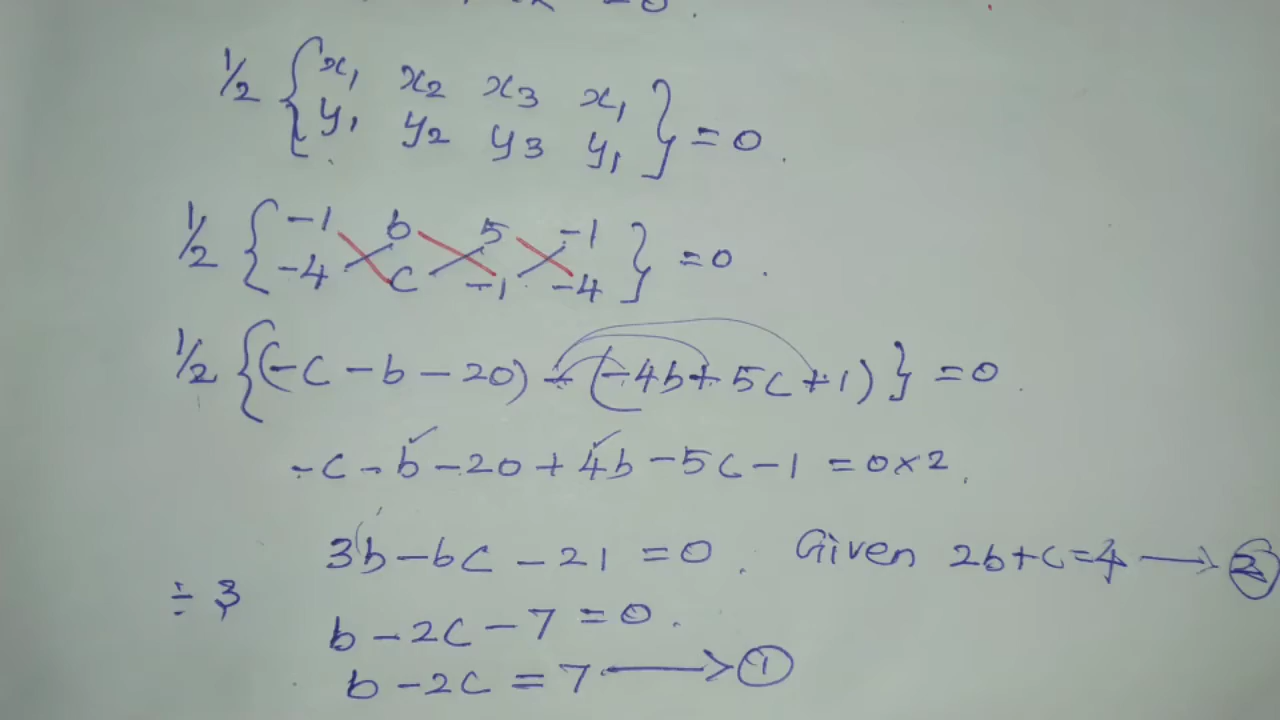 1/2 { x₁ x₂ x₃ x₁
y₁ y₂ y₃ y₁ } = 0.
1/2 { -1 b 5 -1
-4 c -1 -4 } = 0.
1/2 {(-c - b - 20) - (-4b + 5c + 1)} = 0.
-c - b - 20 + 4b - 5c - 1 = 0 × 2.
3b - 6c - 21 = 0. Given 2b + c = 4 → ②
÷ 3
b - 2c - 7 = 0.
b - 2c = 7 → ①